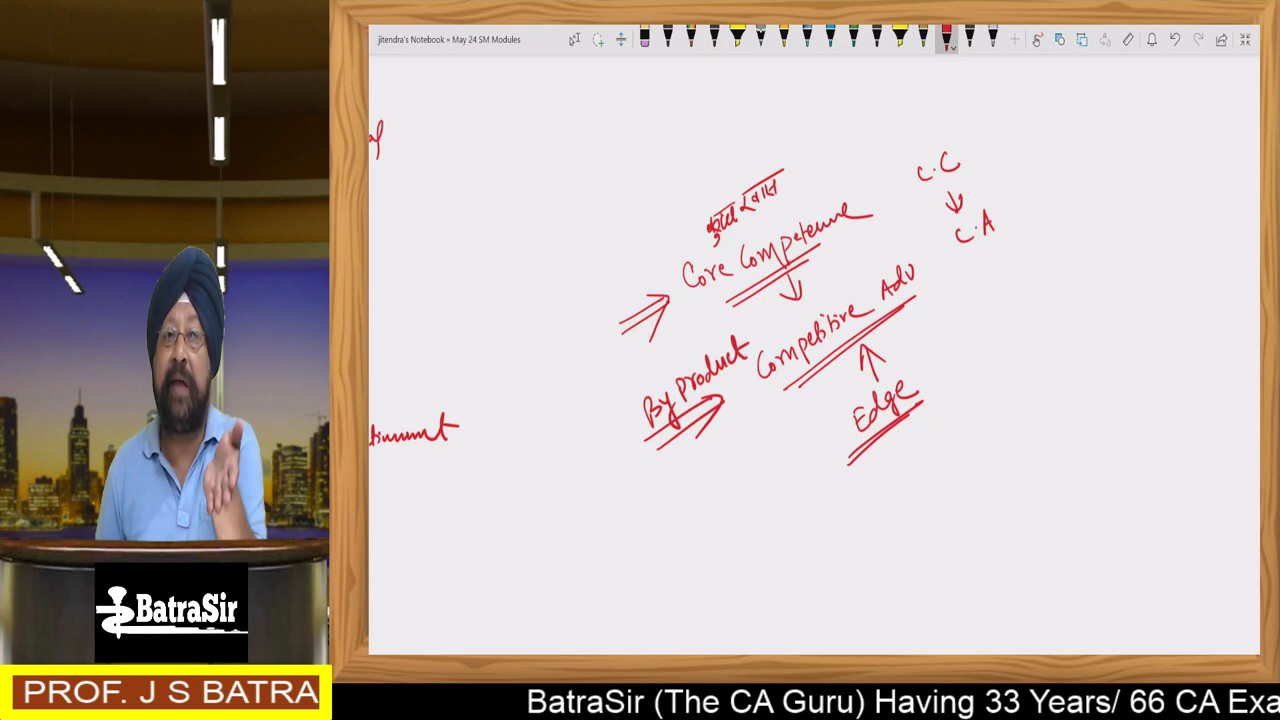 jitendra's Notebook » May 24 SM Modules
C.C
C.A
Core Competence
Competitive Adv
By product
Edge
BatraSir
PROF. J S BATRA
BatraSir (The CA Guru) Having 33 Years/ 66 CA Exa